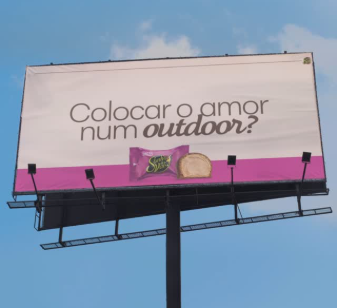 Colocar o amor
num outdoor?